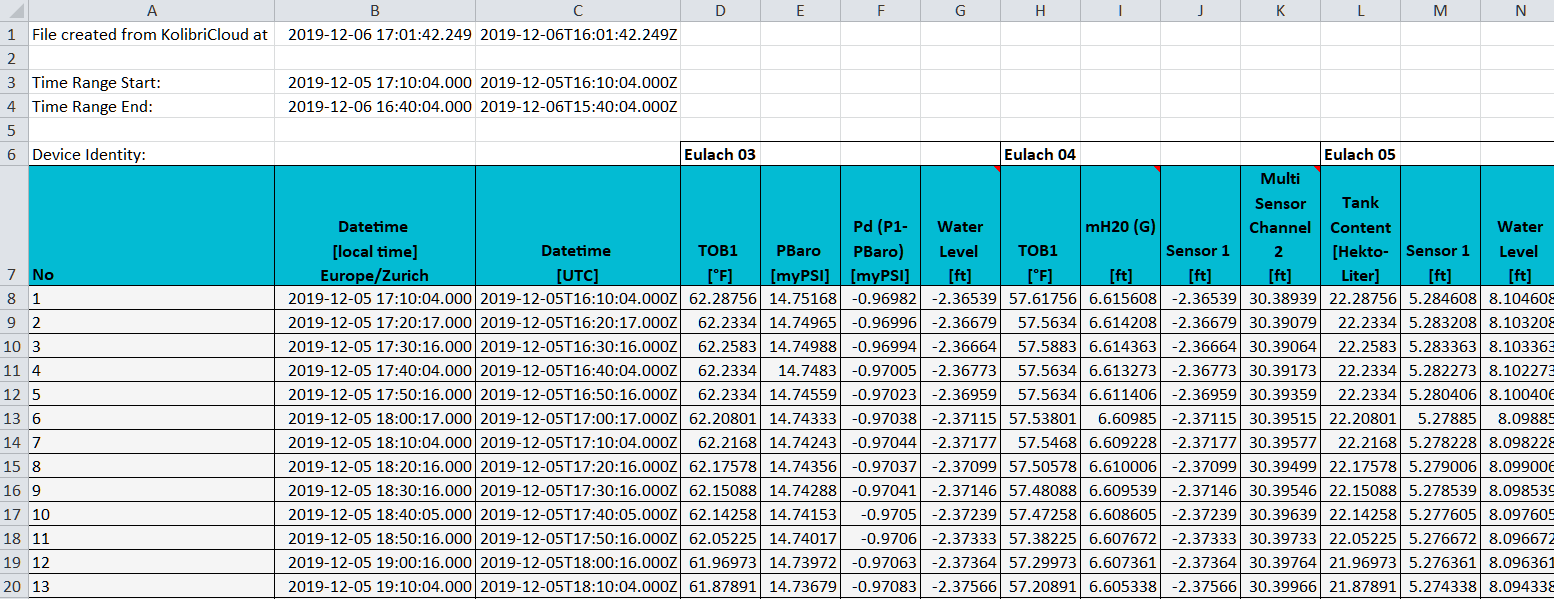 A B C D E F G H I J K L M N
1 File created from KolibriCloud at 2019-12-06 17:01:42.249 2019-12-06T16:01:42.249Z
2
3 Time Range Start: 2019-12-05 17:10:04.000 2019-12-05T16:10:04.000Z
4 Time Range End: 2019-12-06 16:40:04.000 2019-12-06T15:40:04.000Z
5
6 Device Identity: Eulach 03 Eulach 04 Eulach 05
Multi
Sensor Tank
Datetime Pd (P1- Water mH20 (G) Channel Content Water
[local time] Datetime TOB1 PBaro PBaro) Level TOB1 Sensor 1 2 [Hekto- Sensor 1 Level
7 No Europe/Zurich [UTC] [°F] [myPSI] [myPSI] [ft] [°F] [ft] [ft] [ft] Liter] [ft] [ft]
8 1 2019-12-05 17:10:04.000 2019-12-05T16:10:04.000Z 62.28756 14.75168 -0.96982 -2.36539 57.61756 6.615608 -2.36539 30.38939 22.28756 5.284608 8.104608
9 2 2019-12-05 17:20:17.000 2019-12-05T16:20:17.000Z 62.2334 14.74965 -0.96996 -2.36679 57.5634 6.614208 -2.36679 30.39079 22.2334 5.283208 8.103208
10 3 2019-12-05 17:30:16.000 2019-12-05T16:30:16.000Z 62.2583 14.74988 -0.96994 -2.36664 57.5883 6.614363 -2.36664 30.39064 22.2583 5.283363 8.103363
11 4 2019-12-05 17:40:04.000 2019-12-05T16:40:04.000Z 62.2334 14.7483 -0.97005 -2.36773 57.5634 6.613273 -2.36773 30.39173 22.2334 5.282273 8.102273
12 5 2019-12-05 17:50:16.000 2019-12-05T16:50:16.000Z 62.2334 14.74559 -0.97023 -2.36959 57.5634 6.611406 -2.36959 30.39359 22.2334 5.280406 8.100406
13 6 2019-12-05 18:00:17.000 2019-12-05T17:00:17.000Z 62.20801 14.74333 -0.97038 -2.37115 57.53801 6.60985 -2.37115 30.39515 22.20801 5.27885 8.09885
14 7 2019-12-05 18:10:04.000 2019-12-05T17:10:04.000Z 62.2168 14.74243 -0.97044 -2.37177 57.5468 6.609228 -2.37177 30.39577 22.2168 5.278228 8.098228
15 8 2019-12-05 18:20:16.000 2019-12-05T17:20:16.000Z 62.17578 14.74356 -0.97037 -2.37099 57.50578 6.610006 -2.37099 30.39499 22.17578 5.279006 8.099006
16 9 2019-12-05 18:30:16.000 2019-12-05T17:30:16.000Z 62.15088 14.74288 -0.97041 -2.37146 57.48088 6.609539 -2.37146 30.39546 22.15088 5.278539 8.098539
17 10 2019-12-05 18:40:05.000 2019-12-05T17:40:05.000Z 62.14258 14.74153 -0.9705 -2.37239 57.47258 6.608605 -2.37239 30.39639 22.14258 5.277605 8.097605
18 11 2019-12-05 18:50:16.000 2019-12-05T17:50:16.000Z 62.05225 14.74017 -0.9706 -2.37333 57.38225 6.607672 -2.37333 30.39733 22.05225 5.276672 8.096672
19 12 2019-12-05 19:00:16.000 2019-12-05T18:00:16.000Z 61.96973 14.73972 -0.97063 -2.37364 57.29973 6.607361 -2.37364 30.39764 21.96973 5.276361 8.096361
20 13 2019-12-05 19:10:04.000 2019-12-05T18:10:04.000Z 61.87891 14.73679 -0.97083 -2.37566 57.20891 6.605338 -2.37566 30.39966 21.87891 5.274338 8.094338